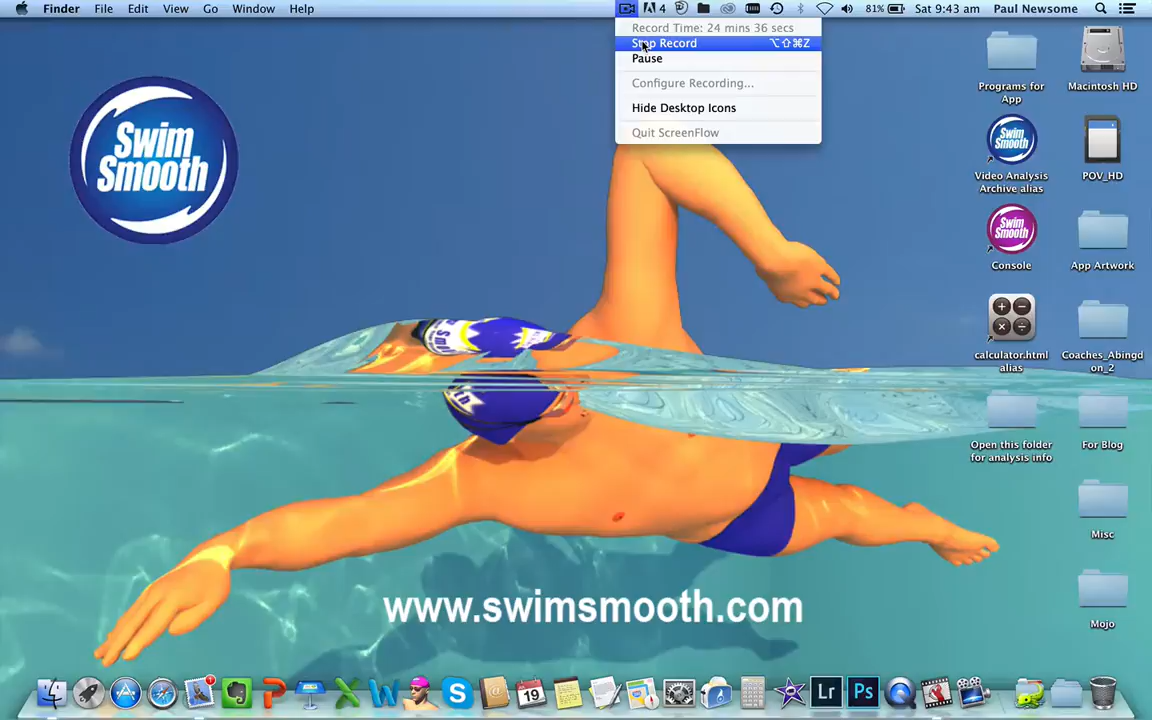 Finder File Edit View Go Window Help
4
81% Sat 9:43 am Paul Newsome
Record Time: 24 mins 36 secs
Stop Record ⌥⇧⌘Z
Pause
Configure Recording...
Hide Desktop Icons
Quit ScreenFlow
Swim
Smooth
Programs for
App
Macintosh HD
Swim
Smooth
Video Analysis
Archive alias
POV_HD
Swim
Smooth
Console
App Artwork
calculator.html
alias
Coaches_Abingd
on_2
Open this folder
for analysis info
For Blog
Misc
Mojo
www.swimsmooth.com
1
19
Lr
Ps